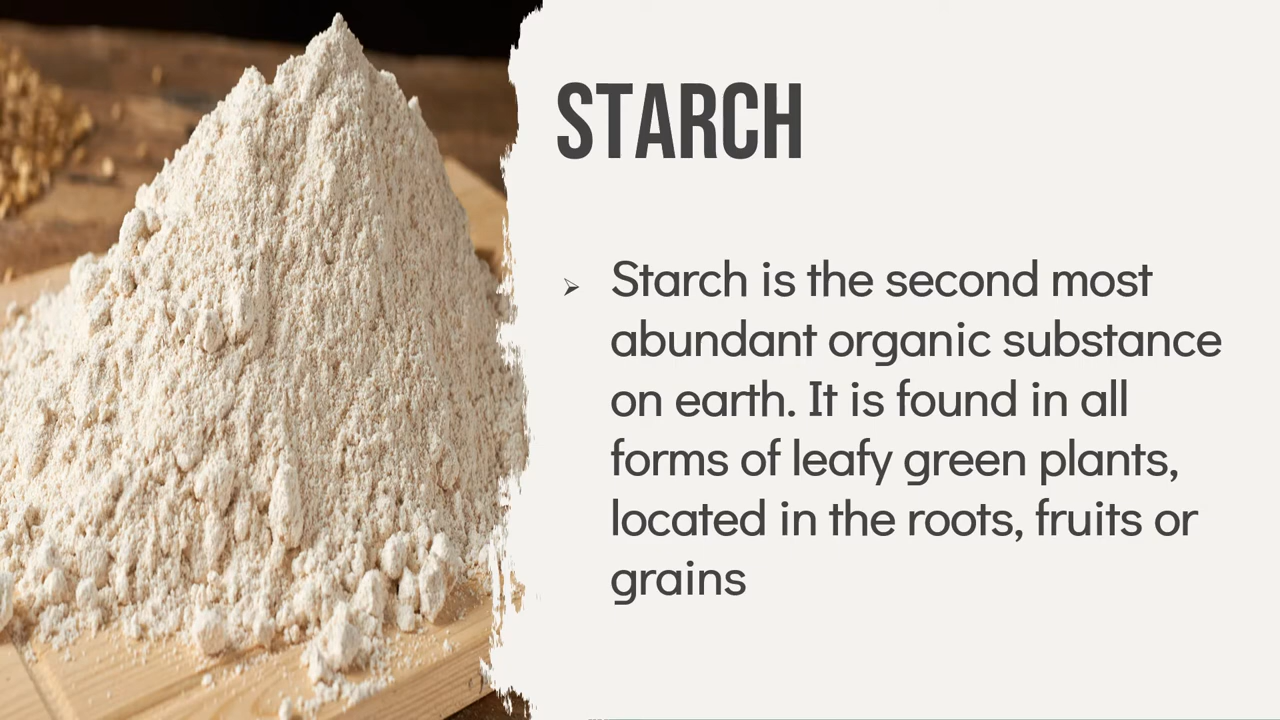 STARCH
➢ Starch is the second most
abundant organic substance
on earth. It is found in all
forms of leafy green plants,
located in the roots, fruits or
grains